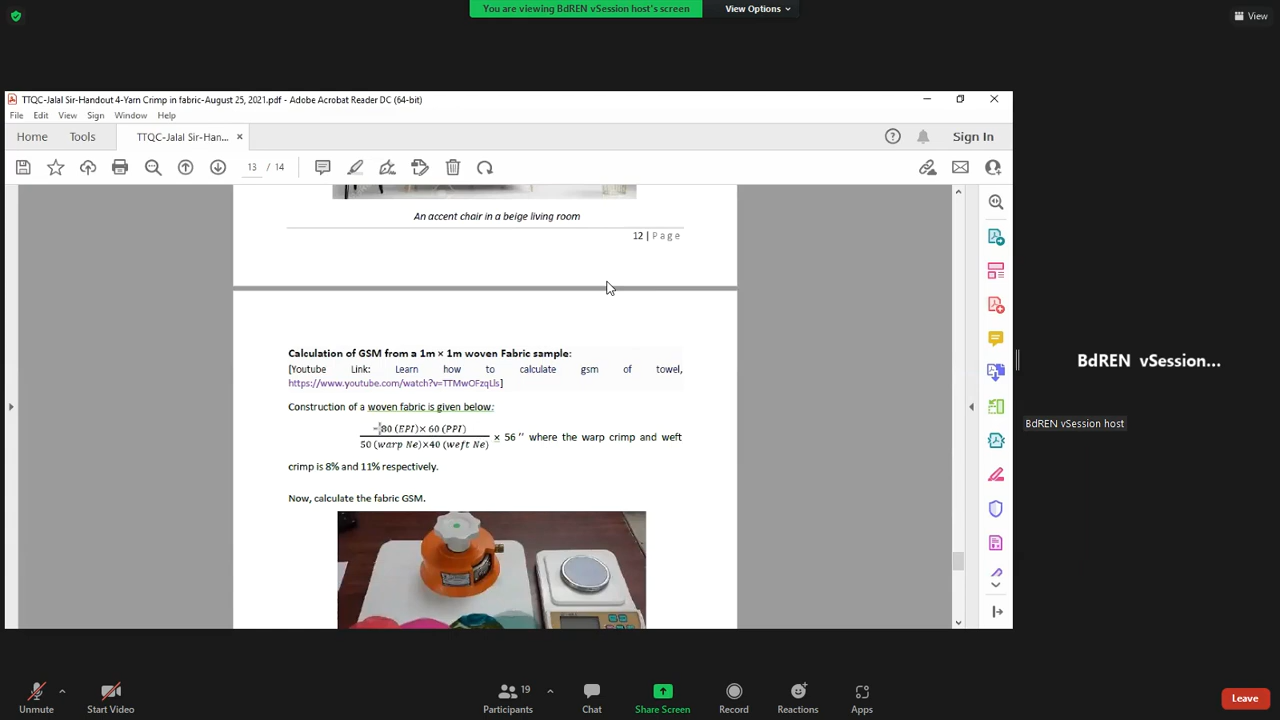 You are viewing BdREN vSession host's screen View Options
View
TTQC-Jalal Sir-Handout 4-Yarn Crimp in fabric-August 25, 2021.pdf - Adobe Acrobat Reader DC (64-bit)
File Edit View Sign Window Help
Home Tools TTQC-Jalal Sir-Han... × Sign In
13 / 14
An accent chair in a beige living room
12 | Page
Calculation of GSM from a 1m × 1m woven Fabric sample:
[Youtube Link: Learn how to calculate gsm of towel,
https://www.youtube.com/watch?v=TTMwOFzqLls]
Construction of a woven fabric is given below:
=80 (EPI)× 60 (PPI)
50 (warp Ne)×40 (weft Ne) × 56 ″ where the warp crimp and weft
crimp is 8% and 11% respectively.
Now, calculate the fabric GSM.
BdREN vSession...
BdREN vSession host
Unmute Start Video Participants 19 Chat Share Screen Record Reactions Apps Leave